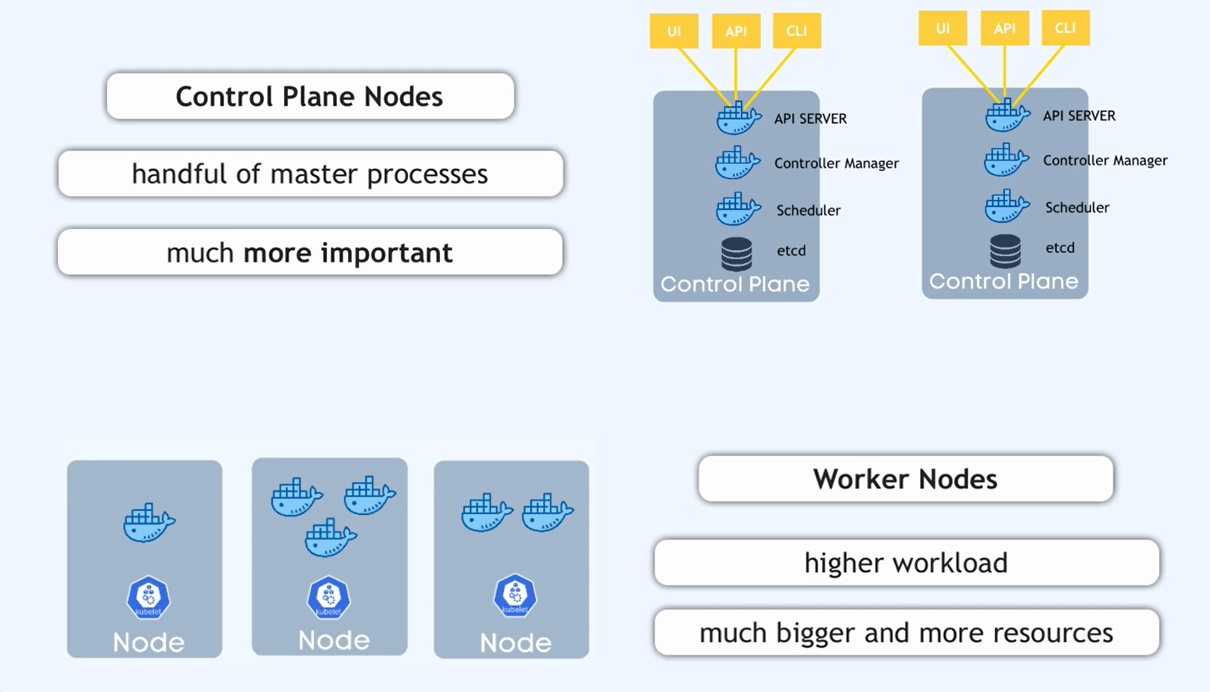 Control Plane Nodes
handful of master processes
much more important
UI API CLI
API SERVER
Controller Manager
Scheduler
etcd
Control Plane
UI API CLI
API SERVER
Controller Manager
Scheduler
etcd
Control Plane
kubelet
Node
kubelet
Node
kubelet
Node
Worker Nodes
higher workload
much bigger and more resources